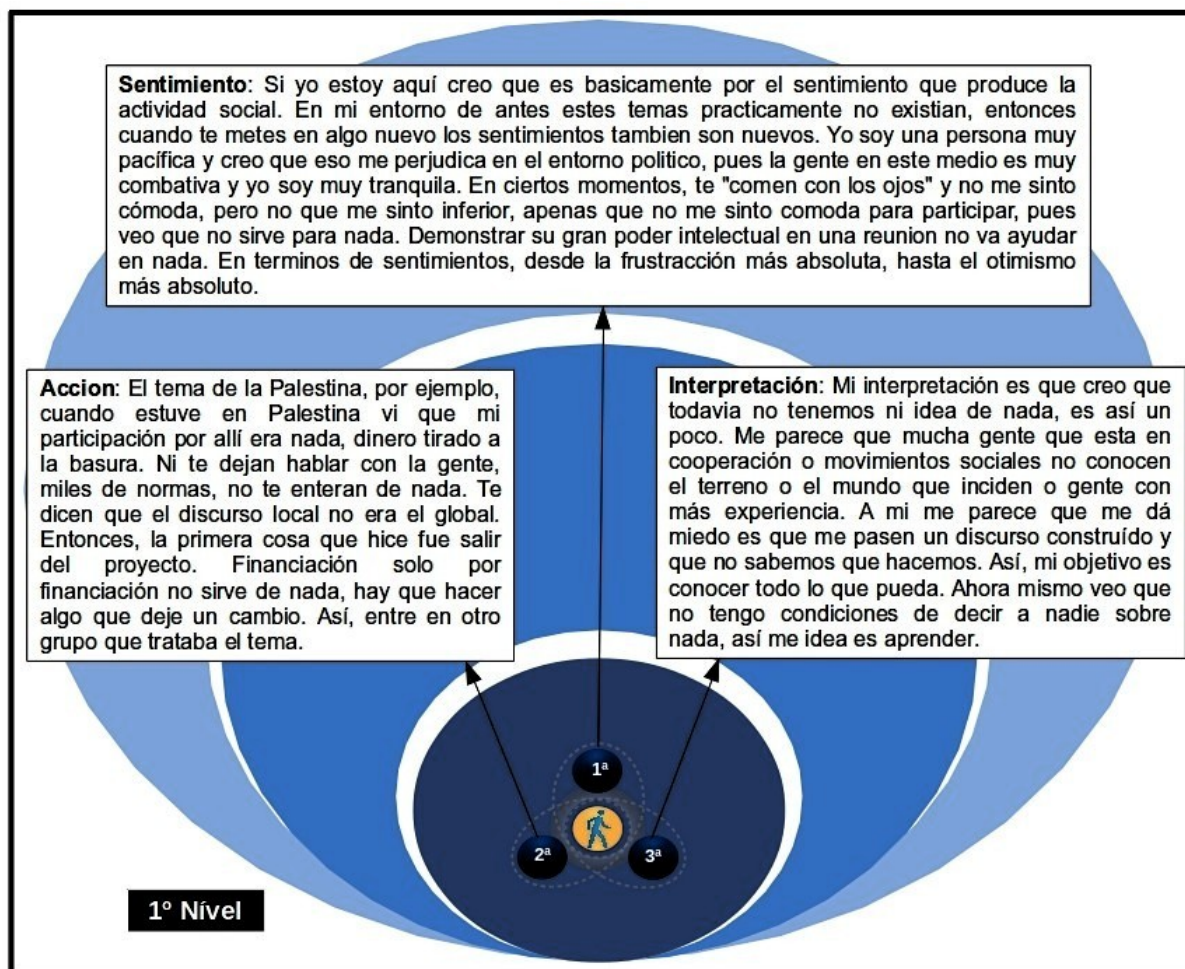 Sentimiento: Si yo estoy aquí creo que es basicamente por el sentimiento que produce la
actividad social. En mi entorno de antes estes temas practicamente no existian, entonces
cuando te metes en algo nuevo los sentimientos tambien son nuevos. Yo soy una persona muy
pacífica y creo que eso me perjudica en el entorno politico, pues la gente en este medio es muy
combativa y yo soy muy tranquila. En ciertos momentos, te "comen con los ojos" y no me sinto
cómoda, pero no que me sinto inferior, apenas que no me sinto comoda para participar, pues
veo que no sirve para nada. Demonstrar su gran poder intelectual en una reunion no va ayudar
en nada. En terminos de sentimientos, desde la frustracción más absoluta, hasta el otimismo
más absoluto.
Accion: El tema de la Palestina, por ejemplo,
cuando estuve en Palestina vi que mi
participación por allí era nada, dinero tirado a
la basura. Ni te dejan hablar con la gente,
miles de normas, no te enteran de nada. Te
dicen que el discurso local no era el global.
Entonces, la primera cosa que hice fue salir
del proyecto. Financiación solo por
financiación no sirve de nada, hay que hacer
algo que deje un cambio. Así, entre en otro
grupo que trataba el tema.
Interpretación: Mi interpretación es que creo que
todavia no tenemos ni idea de nada, es así un
poco. Me parece que mucha gente que esta en
cooperación o movimientos sociales no conocen
el terreno o el mundo que inciden o gente con
más experiencia. A mi me parece que me dá
miedo es que me pasen un discurso construído y
que no sabemos que hacemos. Así, mi objetivo es
conocer todo lo que pueda. Ahora mismo veo que
no tengo condiciones de decir a nadie sobre
nada, así me idea es aprender.
1ª
2ª
3ª
1º Nível